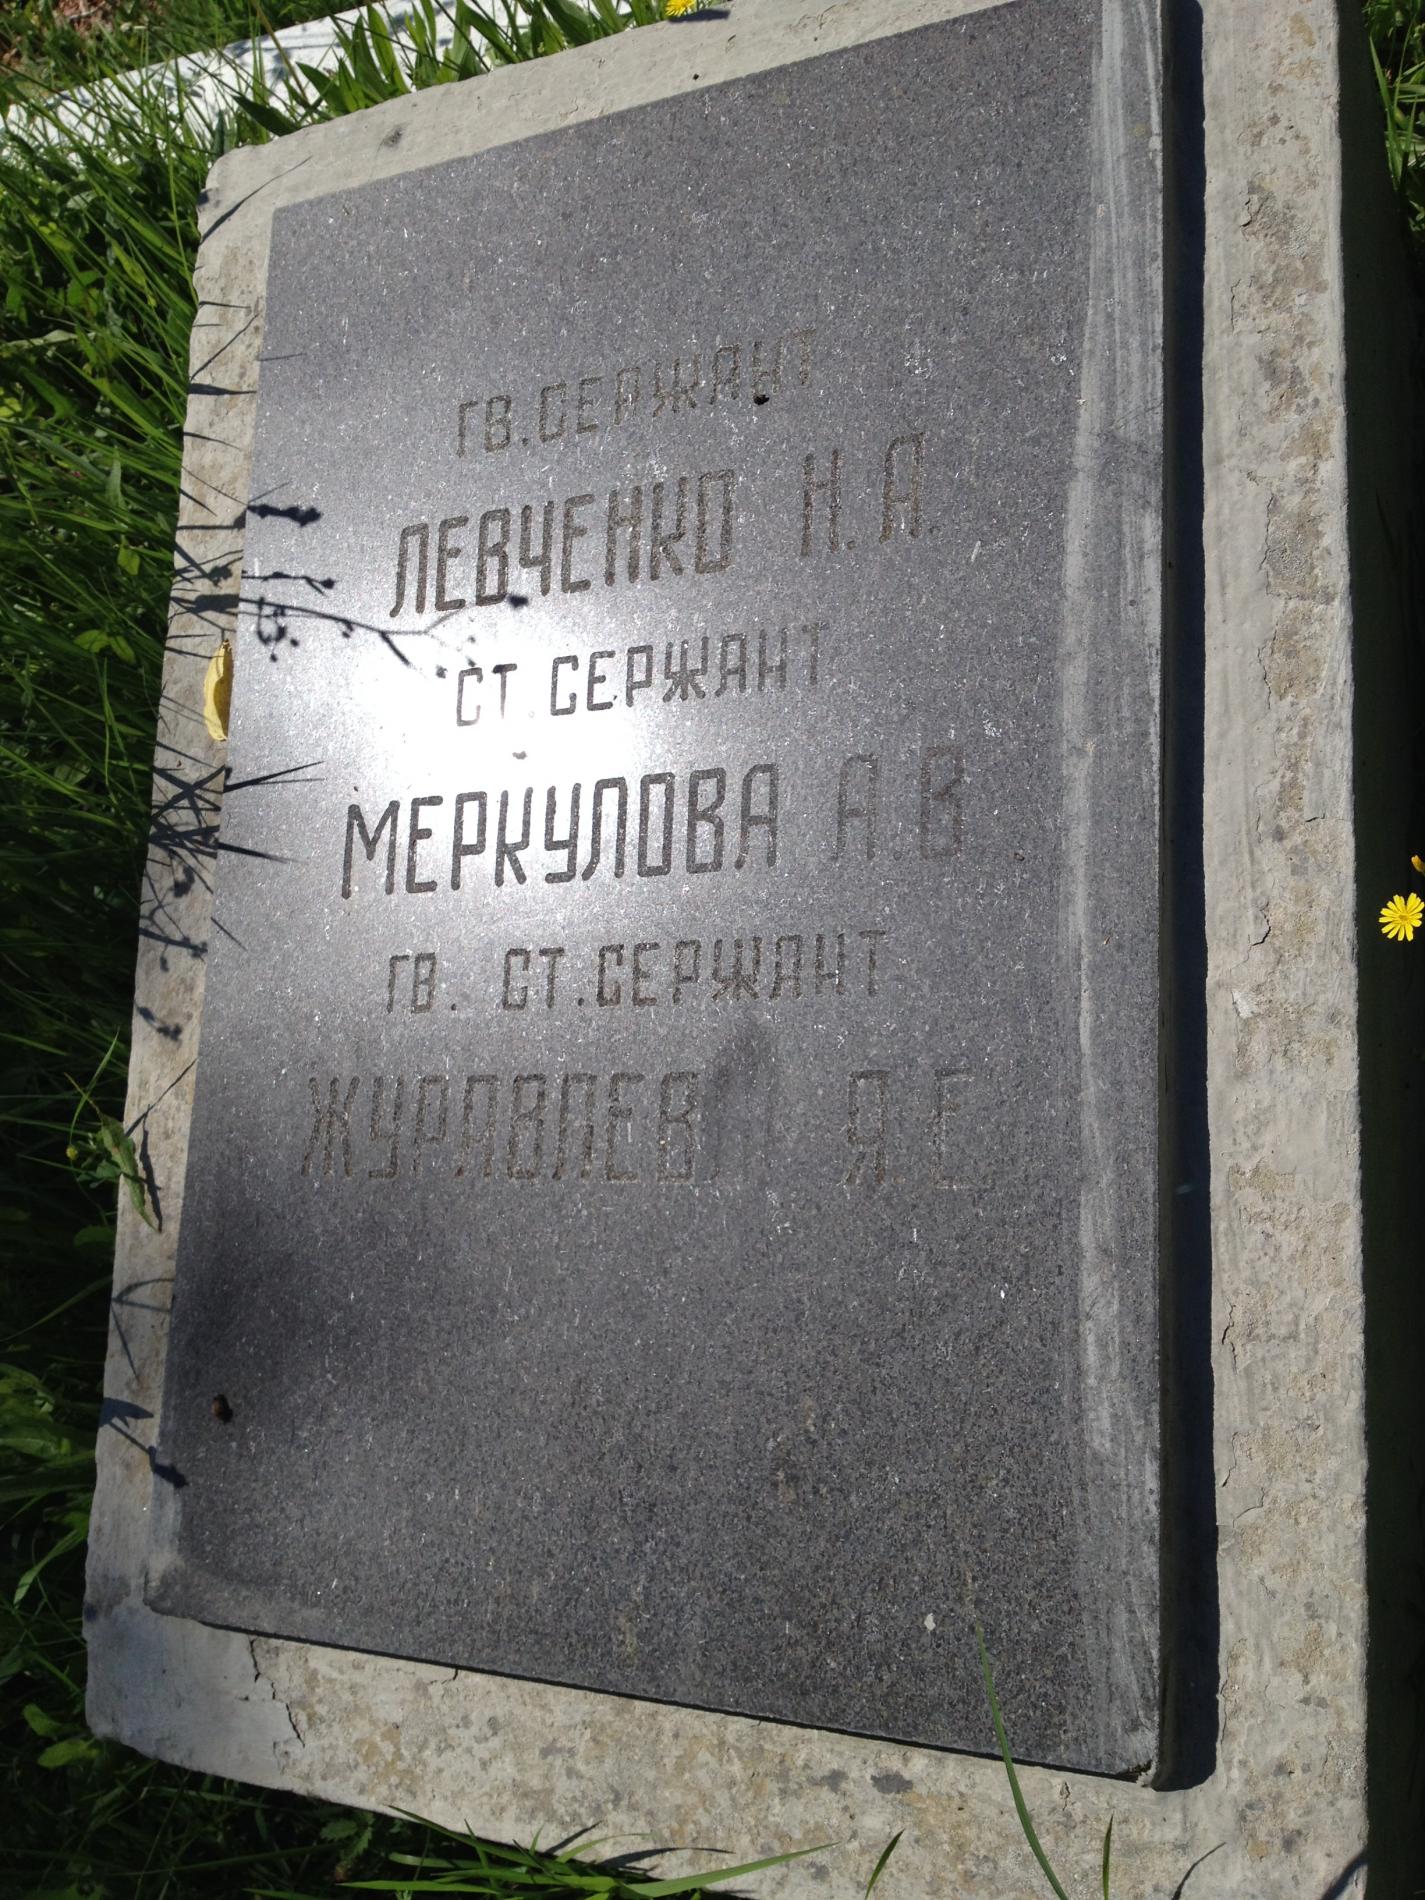 ГВ. СЕРЖАНТ
ЛЕВЧЕНКО Н. А.
СТ. СЕРЖАНТ
МЕРКУЛОВА А. В
ГВ. СТ. СЕРЖАНТ
Я. Е.